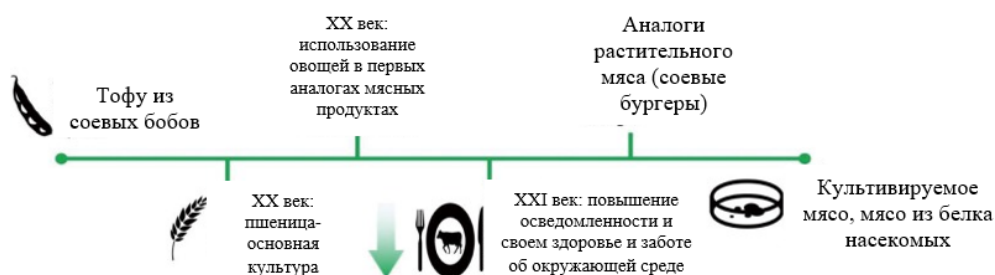 Тофу из
соевых бобов
XX век:
пшеница-
основная
культура
XX век:
использование
овощей в первых
аналогах мясных
продуктах
XXI век: повышение
осведомленности и
своем здоровье и заботе
об окружающей среде
Аналоги
растительного
мяса (соевые
бургеры)
Культивируемое
мясо, мясо из белка
насекомых